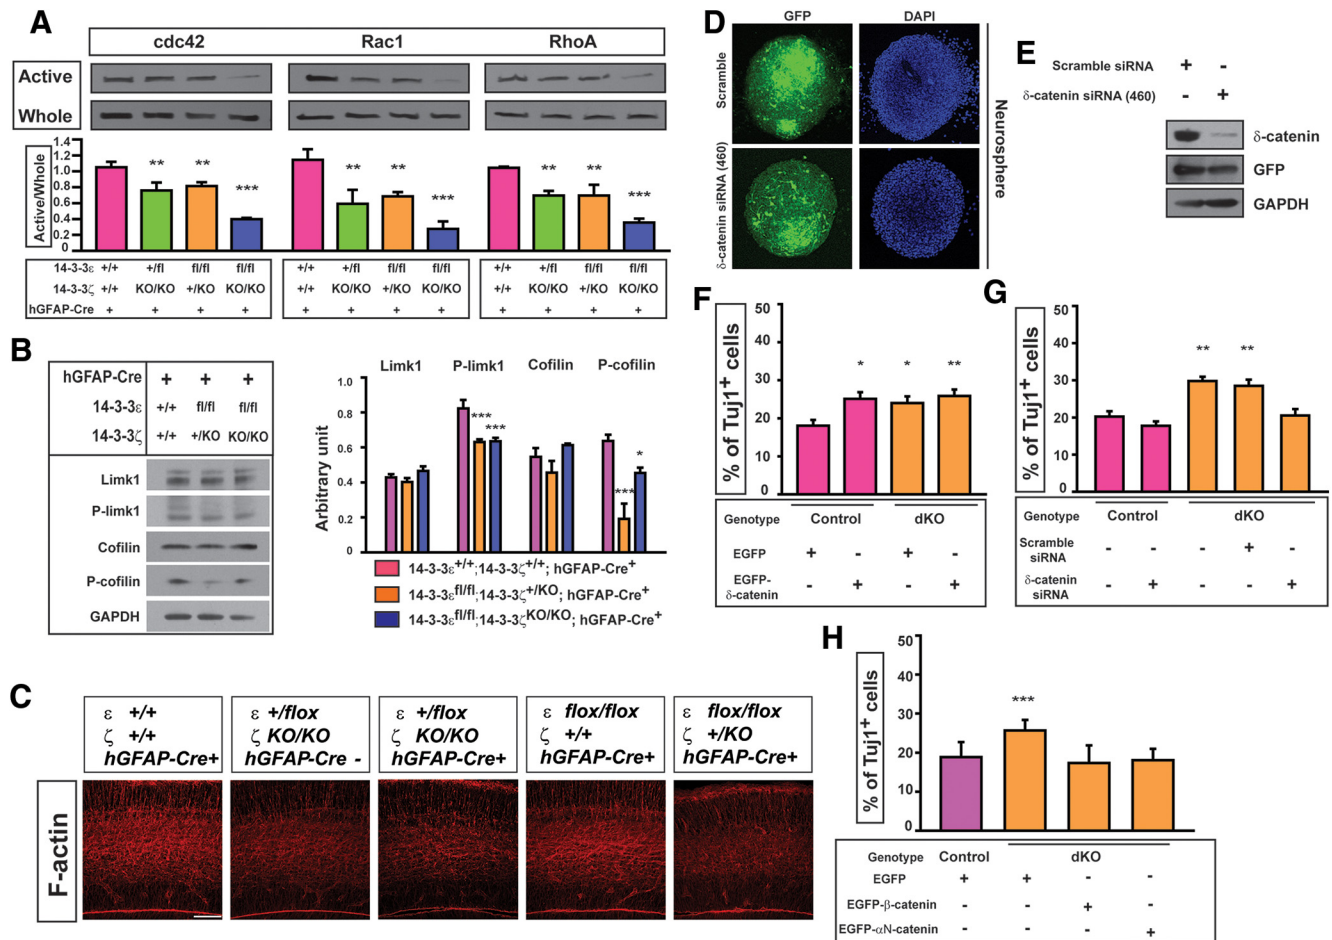 A
cdc42 Rac1 RhoA
Active
Whole
Active/Whole
1.4
1.2
1.0
0.8
0.6
0.4
0.2
0
** ** ***
** ** ***
** ** ***
14-3-3ε +/+ +/fl fl/fl fl/fl +/+ +/fl fl/fl fl/fl +/+ +/fl fl/fl fl/fl
14-3-3ζ +/+ KO/KO +/KO KO/KO +/+ KO/KO +/KO KO/KO +/+ KO/KO +/KO KO/KO
hGFAP-Cre + + + + + + + + + + + +
B
hGFAP-Cre + + +
14-3-3ε +/+ fl/fl fl/fl
14-3-3ζ +/+ +/KO KO/KO
Limk1
P-limk1
Cofilin
P-cofilin
GAPDH
Limk1 P-limk1 Cofilin P-cofilin
Arbitrary unit
1.0
0.8
0.6
0.4
0.2
0
*** *** *** *
14-3-3ε+/+;14-3-3ζ+/+; hGFAP-Cre+
14-3-3εfl/fl;14-3-3ζ+/KO; hGFAP-Cre+
14-3-3εfl/fl;14-3-3ζKO/KO; hGFAP-Cre+
C
ε +/+
ζ +/+
hGFAP-Cre+
ε +/flox
ζ KO/KO
hGFAP-Cre -
ε +/flox
ζ KO/KO
hGFAP-Cre+
ε flox/flox
ζ +/+
hGFAP-Cre+
ε flox/flox
ζ +/KO
hGFAP-Cre+
F-actin
D
GFP DAPI
Scramble
δ-catenin siRNA (460)
Neurosphere
E
Scramble siRNA + -
δ-catenin siRNA (460) - +
δ-catenin
GFP
GAPDH
F
% of Tuj1+ cells
50
40
30
20
10
0
* * **
Genotype Control dKO
EGFP + - + -
EGFP-
δ-catenin - + - +
G
% of Tuj1+ cells
50
40
30
20
10
0
** **
Genotype Control dKO
Scramble
siRNA - - - + -
δ-catenin
siRNA - + - - +
H
% of Tuj1+ cells
50
40
30
20
10
0
***
Genotype Control dKO
EGFP + + - -
EGFP-β-catenin - - + -
EGFP-αN-catenin - - - +